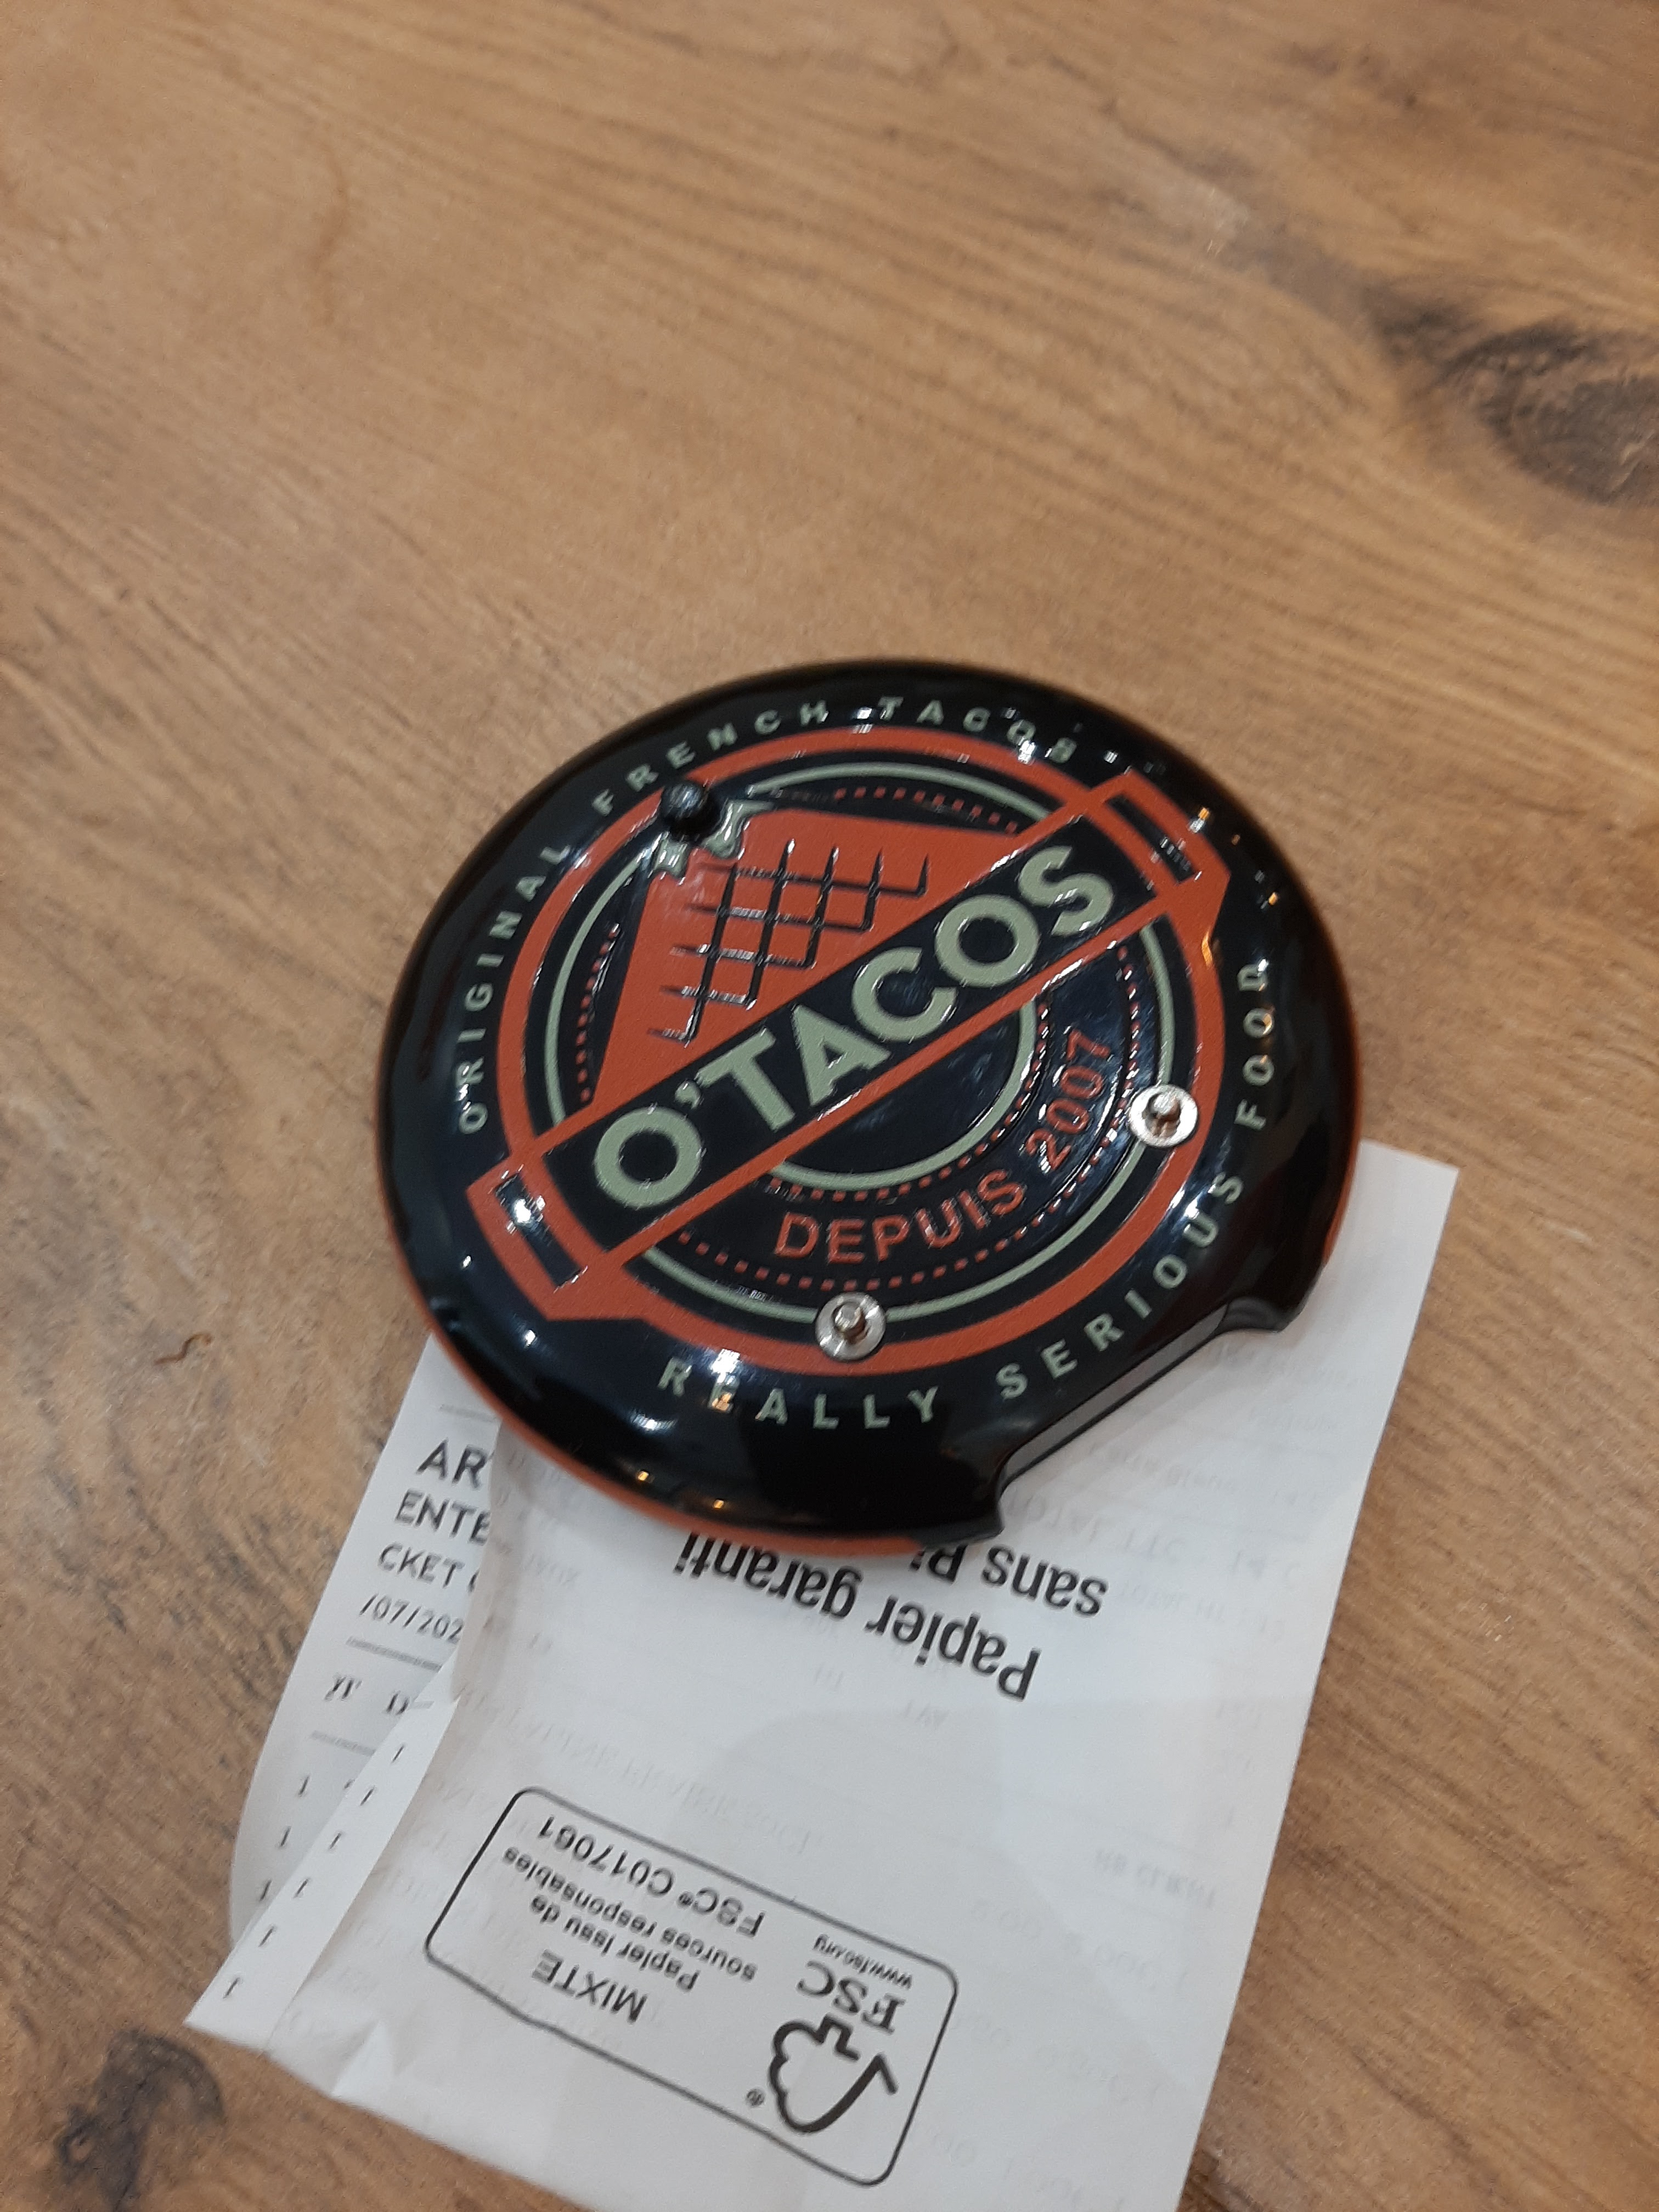 O'RIGINAL FRENCH TACOS
O'TACOS
DEPUIS 2007
REALLY SERIOUS FOOD
Papier garanti
sans
MIXTE
Papier issu de
sources responsables
FSC® C017061
FSC
www.fsc.org
®
AR
ENTE
CKET
/07/202